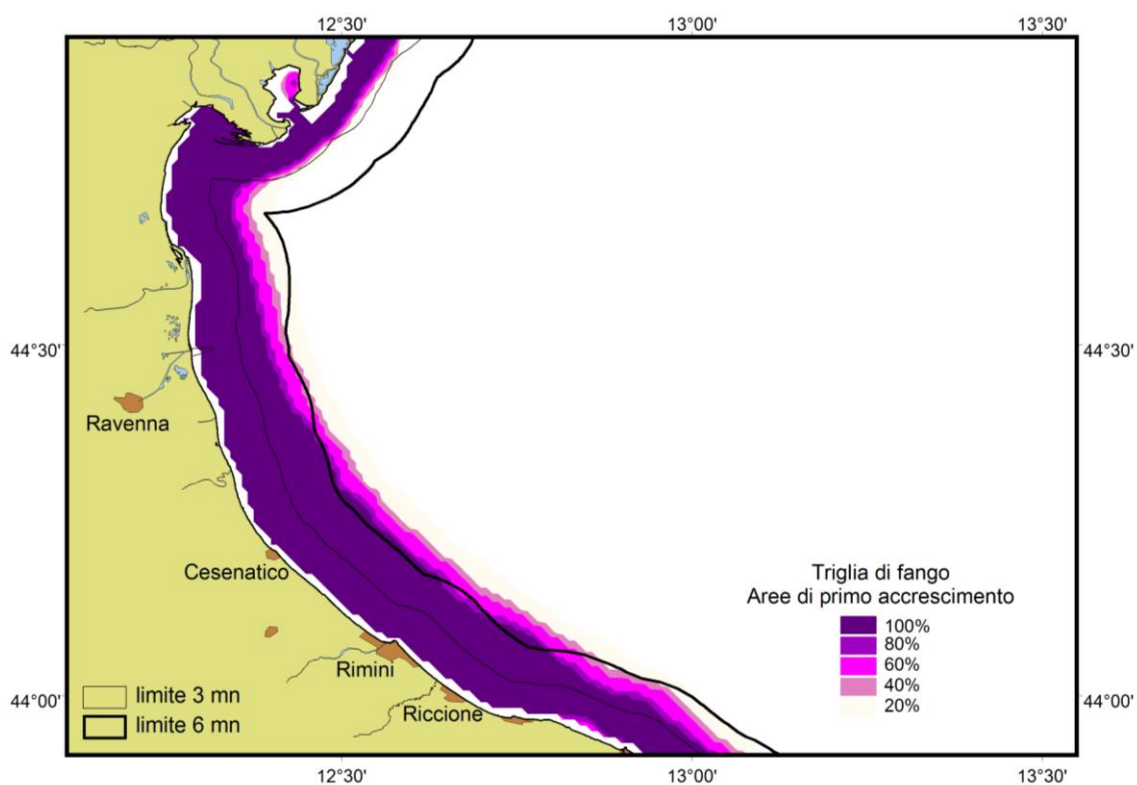 12°30' 13°00' 13°30'
44°30' 44°30'
Ravenna
Cesenatico
Triglia di fango
Aree di primo accrescimento
100%
80%
60%
40%
20%
Rimini
Riccione
limite 3 mn
limite 6 mn
44°00' 44°00'
12°30' 13°00' 13°30'